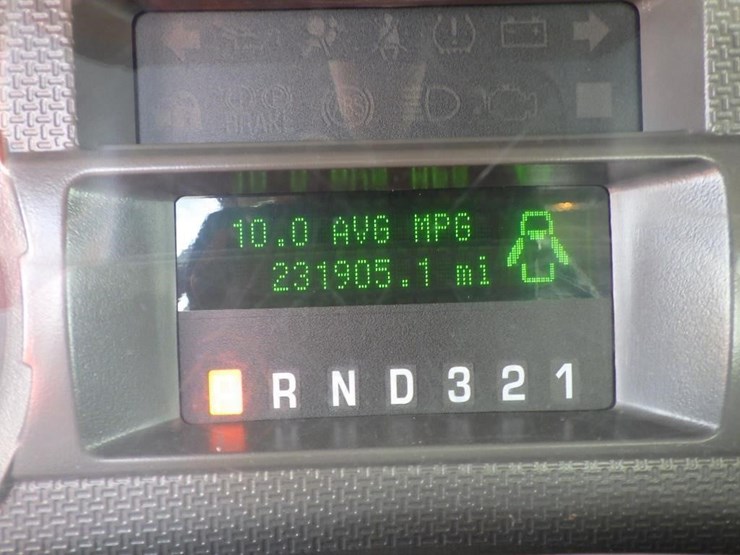 BRAKE
10.0 AVG MPG
231905.1 mi
R N D 3 2 1